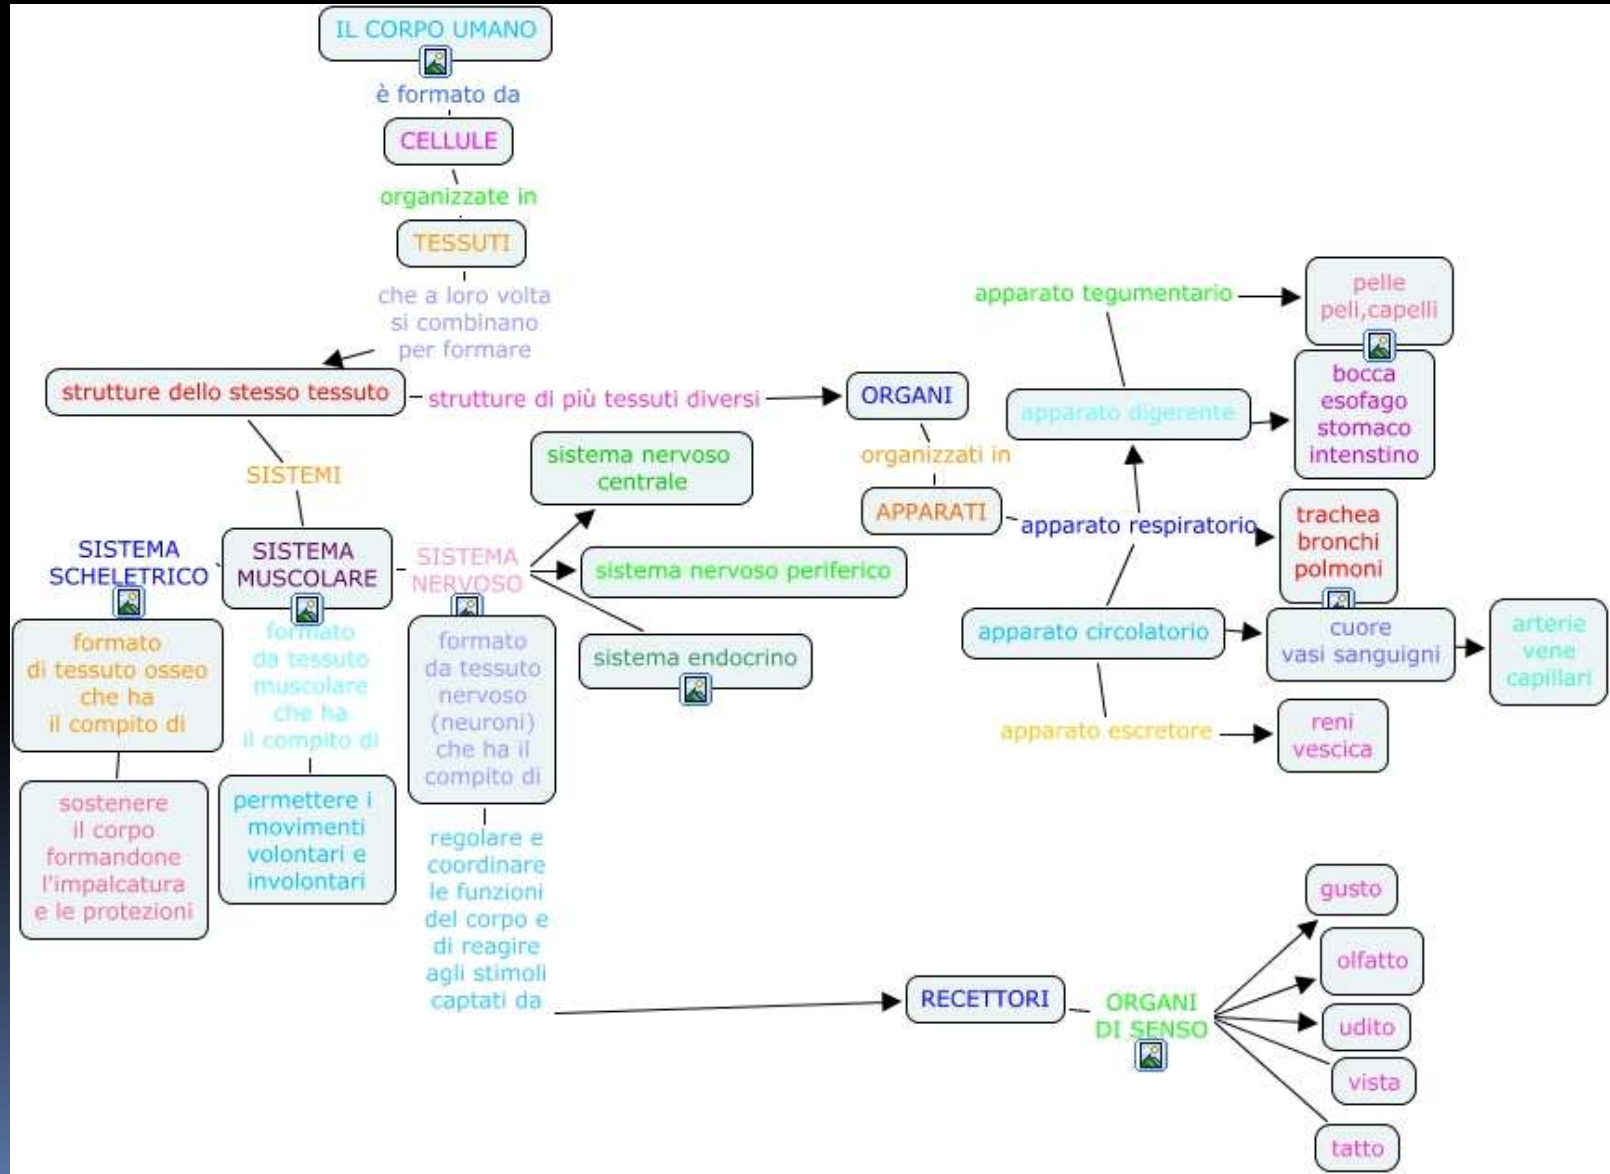 IL CORPO UMANO
è formato da
CELLULE
organizzate in
TESSUTI
che a loro volta
si combinano
per formare
strutture dello stesso tessuto
strutture di più tessuti diversi
ORGANI
organizzati in
APPARATI
apparato tegumentario
pelle
peli,capelli
apparato digerente
bocca
esofago
stomaco
intenstino
apparato respiratorio
trachea
bronchi
polmoni
apparato circolatorio
cuore
vasi sanguigni
arterie
vene
capillari
apparato escretore
reni
vescica
SISTEMI
SISTEMA
SCHELETRICO
formato
di tessuto osseo
che ha
il compito di
sostenere
il corpo
formandone
l'impalcatura
e le protezioni
SISTEMA
MUSCOLARE
formato
da tessuto
muscolare
che ha
il compito di
permettere i
movimenti
volontari e
involontari
SISTEMA
NERVOSO
sistema nervoso
centrale
sistema nervoso periferico
sistema endocrino
formato
da tessuto
nervoso
(neuroni)
che ha il
compito di
regolare e
coordinare
le funzioni
del corpo e
di reagire
agli stimoli
captati da
RECETTORI
ORGANI
DI SENSO
gusto
olfatto
udito
vista
tatto